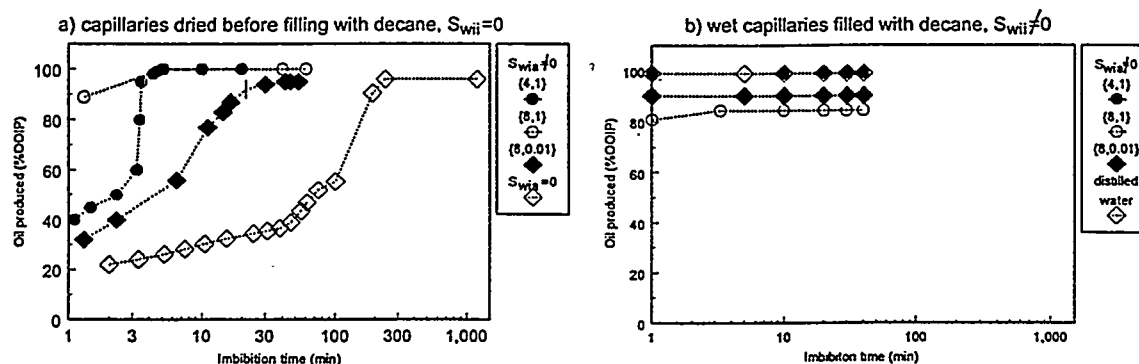 a) capillaries dried before filling with decane, Swii=0
100
80
60
40
20
0
Oil produced (%OOIP)
1 3 10 30 100 300 1,000
Imbibition time (min)
Swia≠0
{4,1}
{8,1}
{8,0.01}
Swia=0
b) wet capillaries filled with decane, Swii≠0
100
80
60
40
20
0
Oil produced (%OOIP)
1 10 100 1,000
Imbibition time (min)
Swia≠0
{4,1}
{8,1}
{8,0.01}
distilled
water